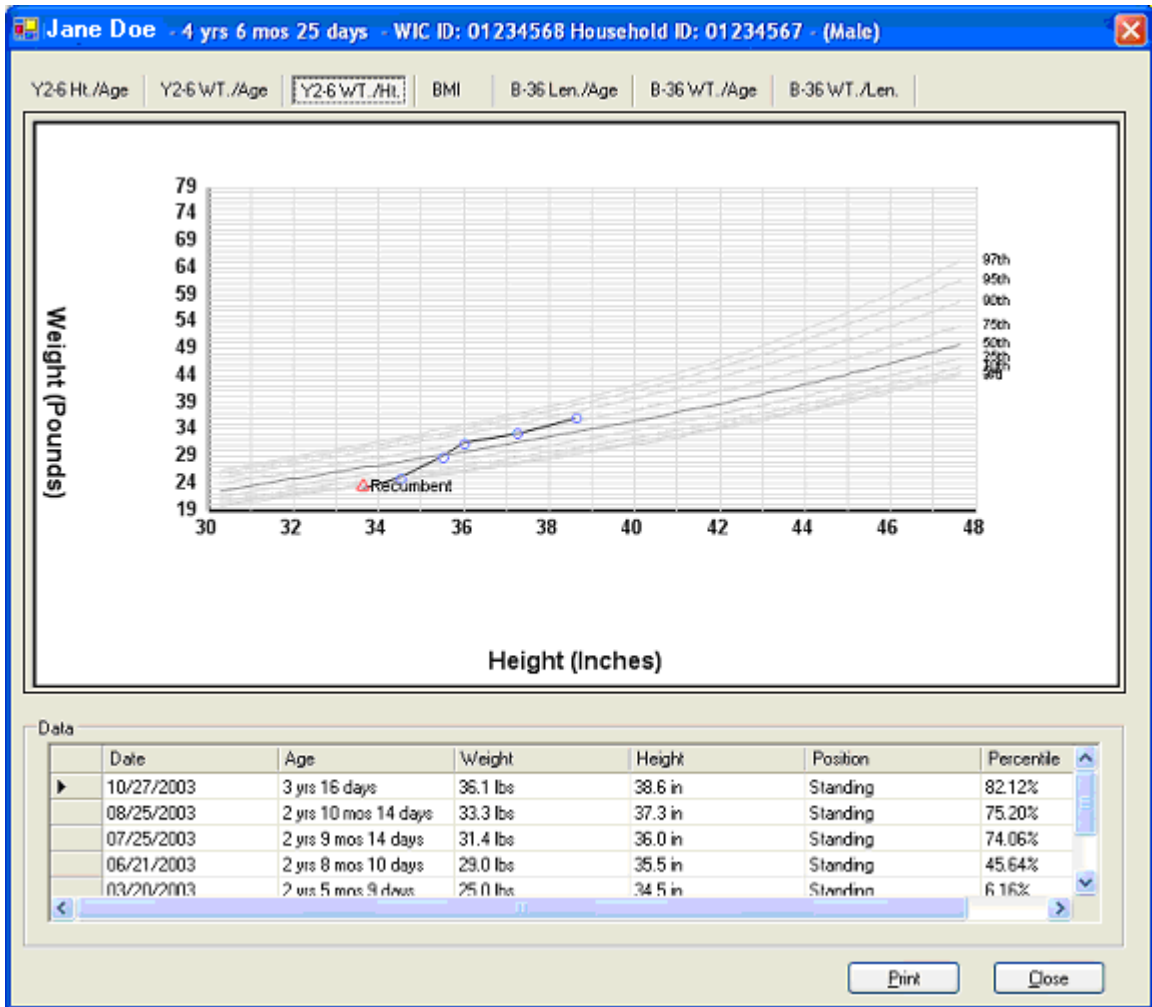 Jane Doe - 4 yrs 6 mos 25 days - WIC ID: 01234568 Household ID: 01234567 - (Male)
Y2-6 Ht./Age Y2-6 WT./Age Y2-6 WT./Ht. BMI B-36 Len./Age B-36 WT./Age B-36 WT./Len.
Weight (Pounds)
79
74
69
64
59
54
49
44
39
34
29
24
19
97th
95th
90th
75th
50th
25th
Recumbent
30 32 34 36 38 40 42 44 46 48
Height (Inches)
Data
Date Age Weight Height Position Percentile
10/27/2003 3 yrs 16 days 36.1 lbs 38.6 in Standing 82.12%
08/25/2003 2 yrs 10 mos 14 days 33.3 lbs 37.3 in Standing 75.20%
07/25/2003 2 yrs 9 mos 14 days 31.4 lbs 36.0 in Standing 74.06%
06/21/2003 2 yrs 8 mos 10 days 29.0 lbs 35.5 in Standing 45.64%
03/20/2003 2 yrs 5 mos 9 days 25.0 lbs 34.5 in Standing 6.16%
Print Close